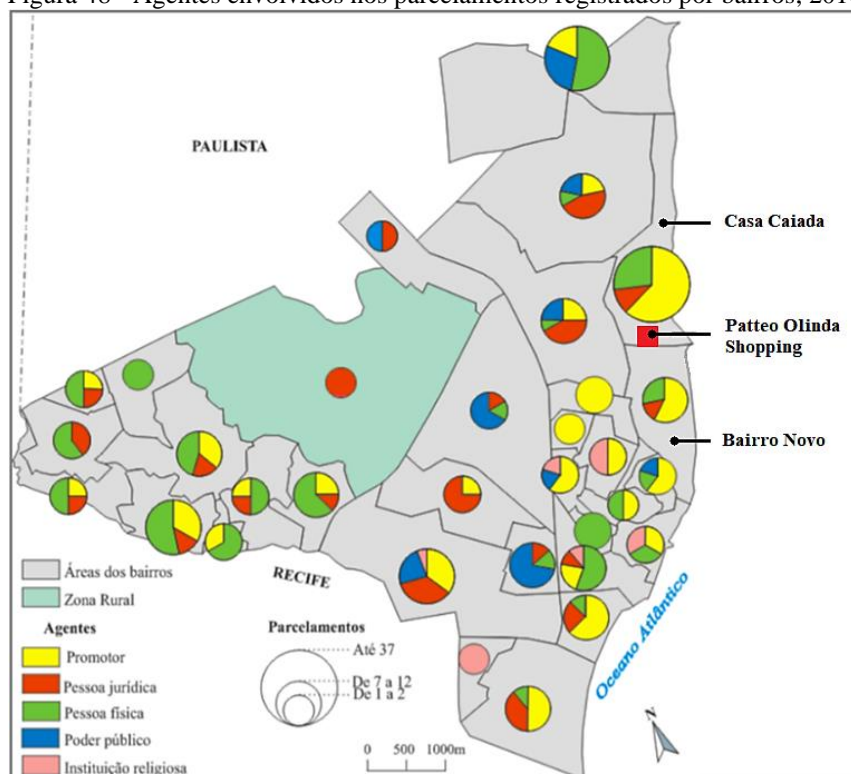 Figura 48 - Agentes envolvidos nos parcelamentos registrados por bairros, 201
PAULISTA
Casa Caiada
Patteo Olinda
Shopping
Bairro Novo
RECIFE
Oceano Atlântico
Áreas dos bairros
Zona Rural
Agentes
Promotor
Pessoa jurídica
Pessoa física
Poder público
Instituição religiosa
Parcelamentos
Até 37
De 7 a 12
De 1 a 2
0 500 1000m
N